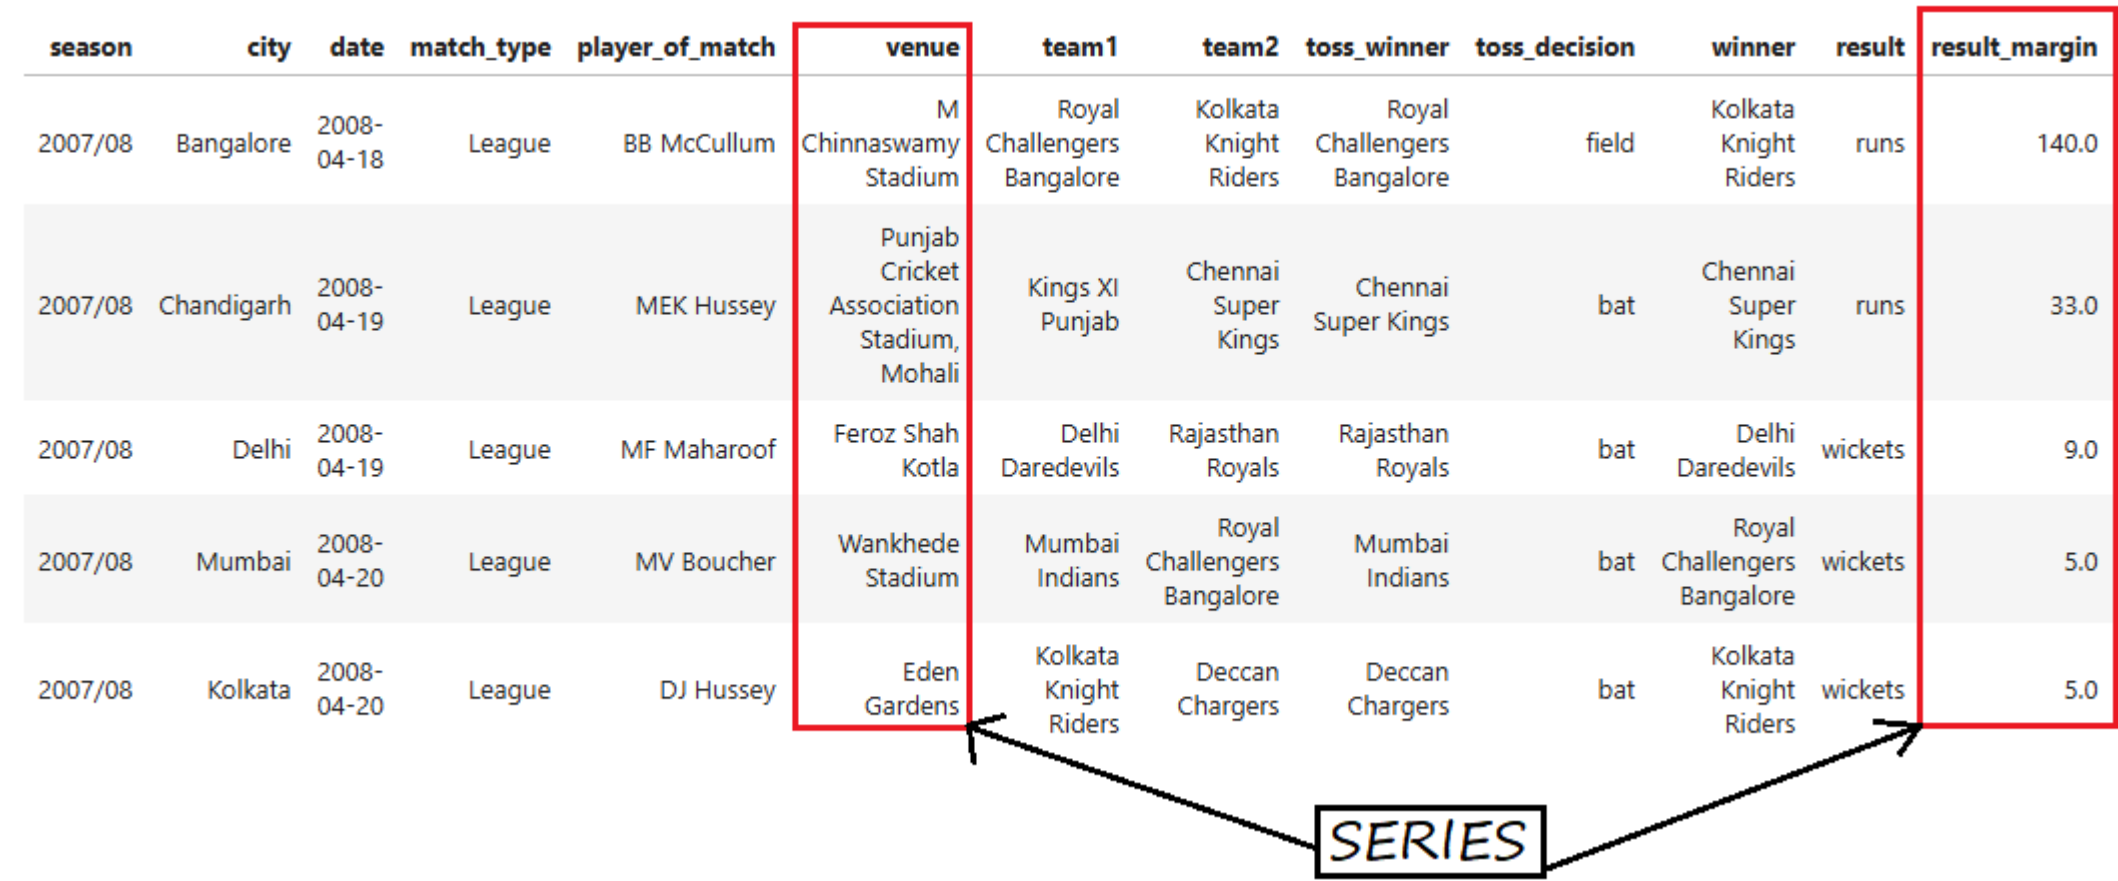 season city date match_type player_of_match venue team1 team2 toss_winner toss_decision winner result result_margin
2007/08 Bangalore 2008-04-18 League BB McCullum M Chinnaswamy Stadium Royal Challengers Bangalore Kolkata Knight Riders Royal Challengers Bangalore field Kolkata Knight Riders runs 140.0
2007/08 Chandigarh 2008-04-19 League MEK Hussey Punjab Cricket Association Stadium, Mohali Kings XI Punjab Chennai Super Kings Chennai Super Kings bat Chennai Super Kings runs 33.0
2007/08 Delhi 2008-04-19 League MF Maharoof Feroz Shah Kotla Delhi Daredevils Rajasthan Royals Rajasthan Royals bat Delhi Daredevils wickets 9.0
2007/08 Mumbai 2008-04-20 League MV Boucher Wankhede Stadium Mumbai Indians Royal Challengers Bangalore Mumbai Indians bat Royal Challengers Bangalore wickets 5.0
2007/08 Kolkata 2008-04-20 League DJ Hussey Eden Gardens Kolkata Knight Riders Deccan Chargers Deccan Chargers bat Kolkata Knight Riders wickets 5.0
SERIES